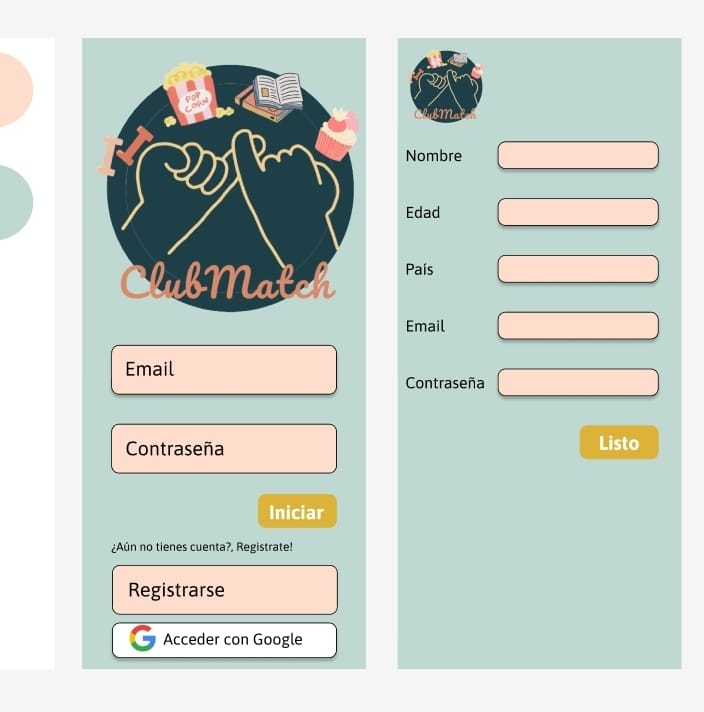 POP
CORN
ClubMatch
Email
Contraseña
Iniciar
¿Aún no tienes cuenta?, Registrate!
Registrarse
Acceder con Google
ClubMatch
Nombre
Edad
País
Email
Contraseña
Listo